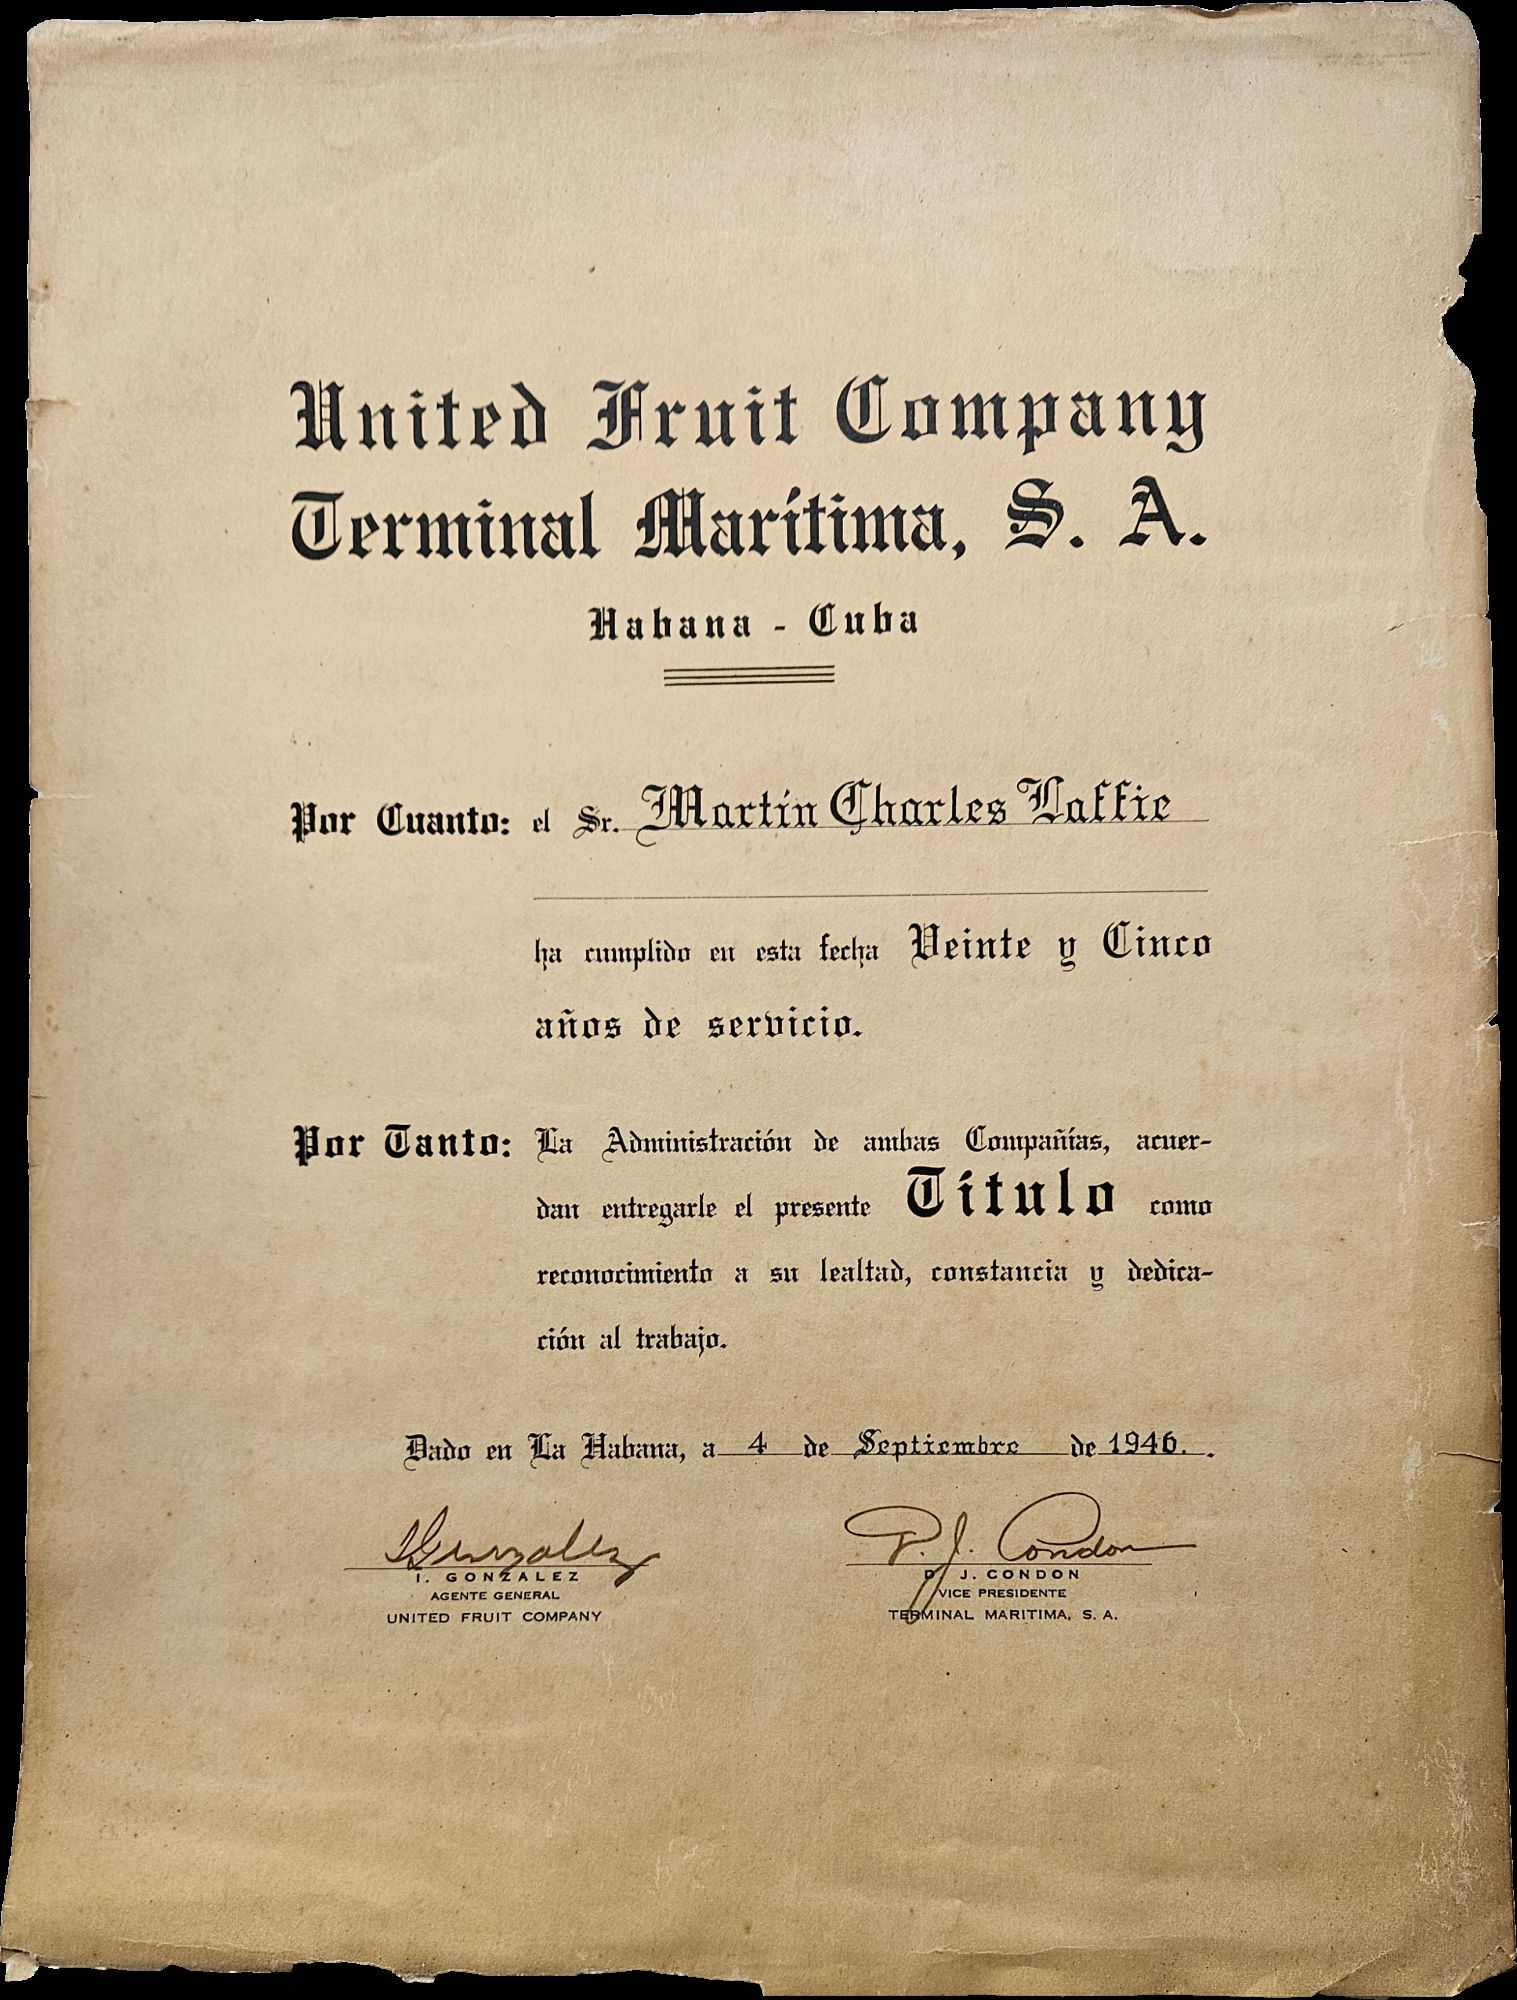 United Fruit Company
Terminal Marítima, S. A.
Habana - Cuba
Por Cuanto: el Sr. Martin Charles Laffie
ha cumplido en esta fecha Veinte y Cinco
años de servicio.
Por Tanto: La Administración de ambas Compañías, acuer-
dan entregarle el presente Título como
reconocimiento a su lealtad, constancia y dedica-
ción al trabajo.
Dado en La Habana, a 4 de Septiembre de 1946. .
I Gonzalez
P. J. Condon
I. GONZALEZ
AGENTE GENERAL
UNITED FRUIT COMPANY
P. J. CONDON
VICE PRESIDENTE
TERMINAL MARITIMA, S. A.